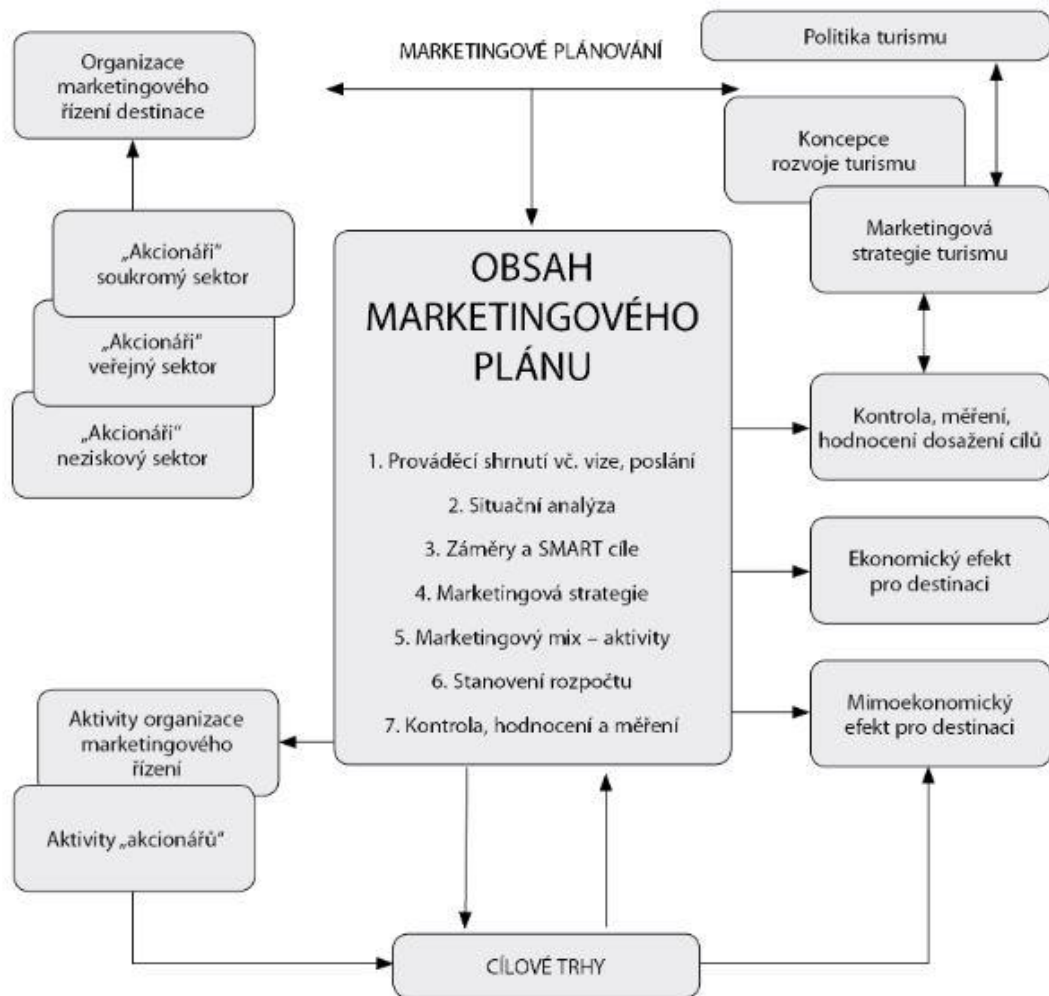 Organizace
marketingového
řízení destinace
MARKETINGOVÉ PLÁNOVÁNÍ
Politika turismu
Koncepce
rozvoje turismu
Marketingová
strategie turismu
„Akcionáři“
soukromý sektor
„Akcionáři“
veřejný sektor
„Akcionáři“
neziskový sektor
OBSAH
MARKETINGOVÉHO
PLÁNU
1. Prováděcí shrnutí vč. vize, poslání
2. Situační analýza
3. Záměry a SMART cíle
4. Marketingová strategie
5. Marketingový mix – aktivity
6. Stanovení rozpočtu
7. Kontrola, hodnocení a měření
Kontrola, měření,
hodnocení dosažení cílů
Ekonomický efekt
pro destinaci
Mimoekonomický
efekt pro destinaci
Aktivity organizace
marketingového
řízení
Aktivity „akcionářů“
CÍLOVÉ TRHY